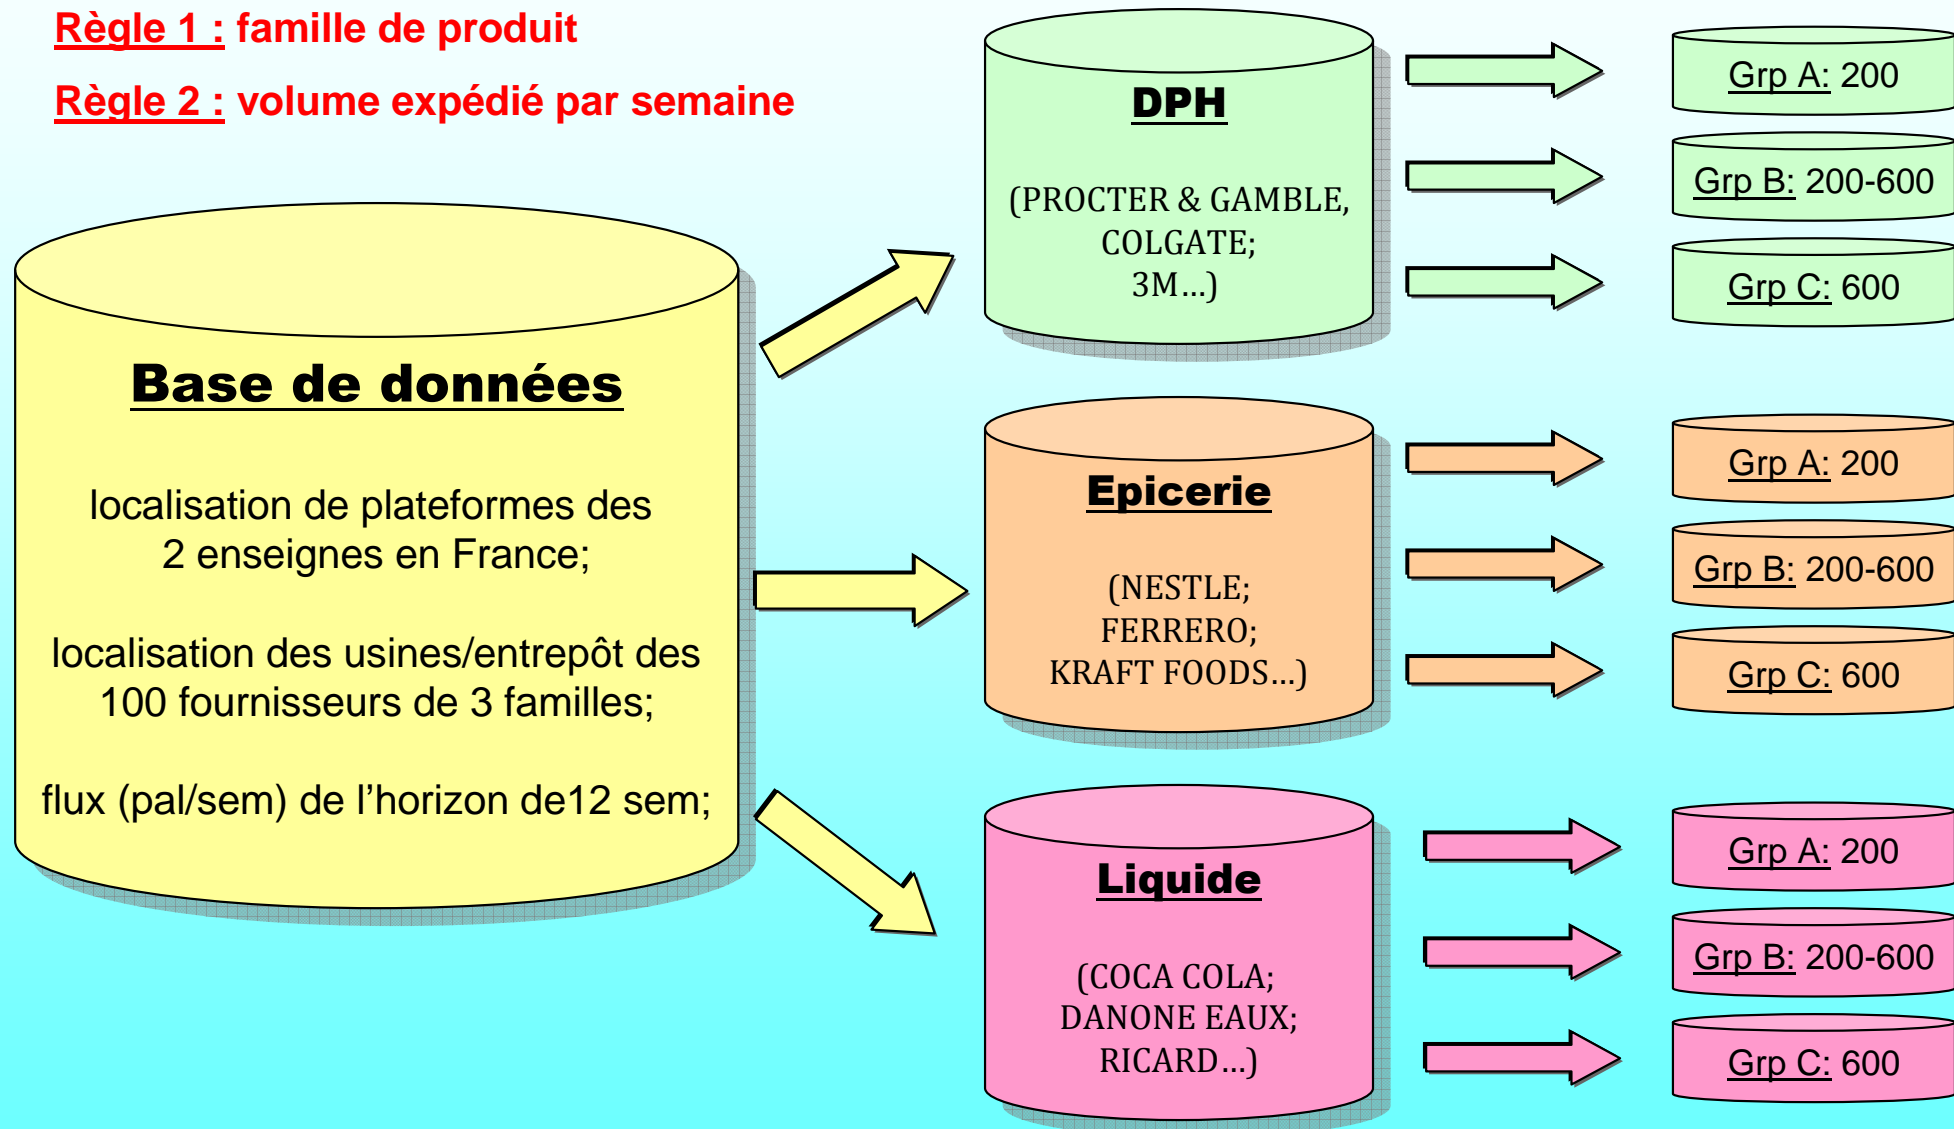 Règle 1 : famille de produit
Règle 2 : volume expédié par semaine
Base de données
localisation de plateformes des
2 enseignes en France;
localisation des usines/entrepôt des
100 fournisseurs de 3 familles;
flux (pal/sem) de l’horizon de12 sem;
DPH
(PROCTER & GAMBLE,
COLGATE;
3M…)
Grp A: 200
Grp B: 200-600
Grp C: 600
Epicerie
(NESTLE;
FERRERO;
KRAFT FOODS…)
Grp A: 200
Grp B: 200-600
Grp C: 600
Liquide
(COCA COLA;
DANONE EAUX;
RICARD…)
Grp A: 200
Grp B: 200-600
Grp C: 600